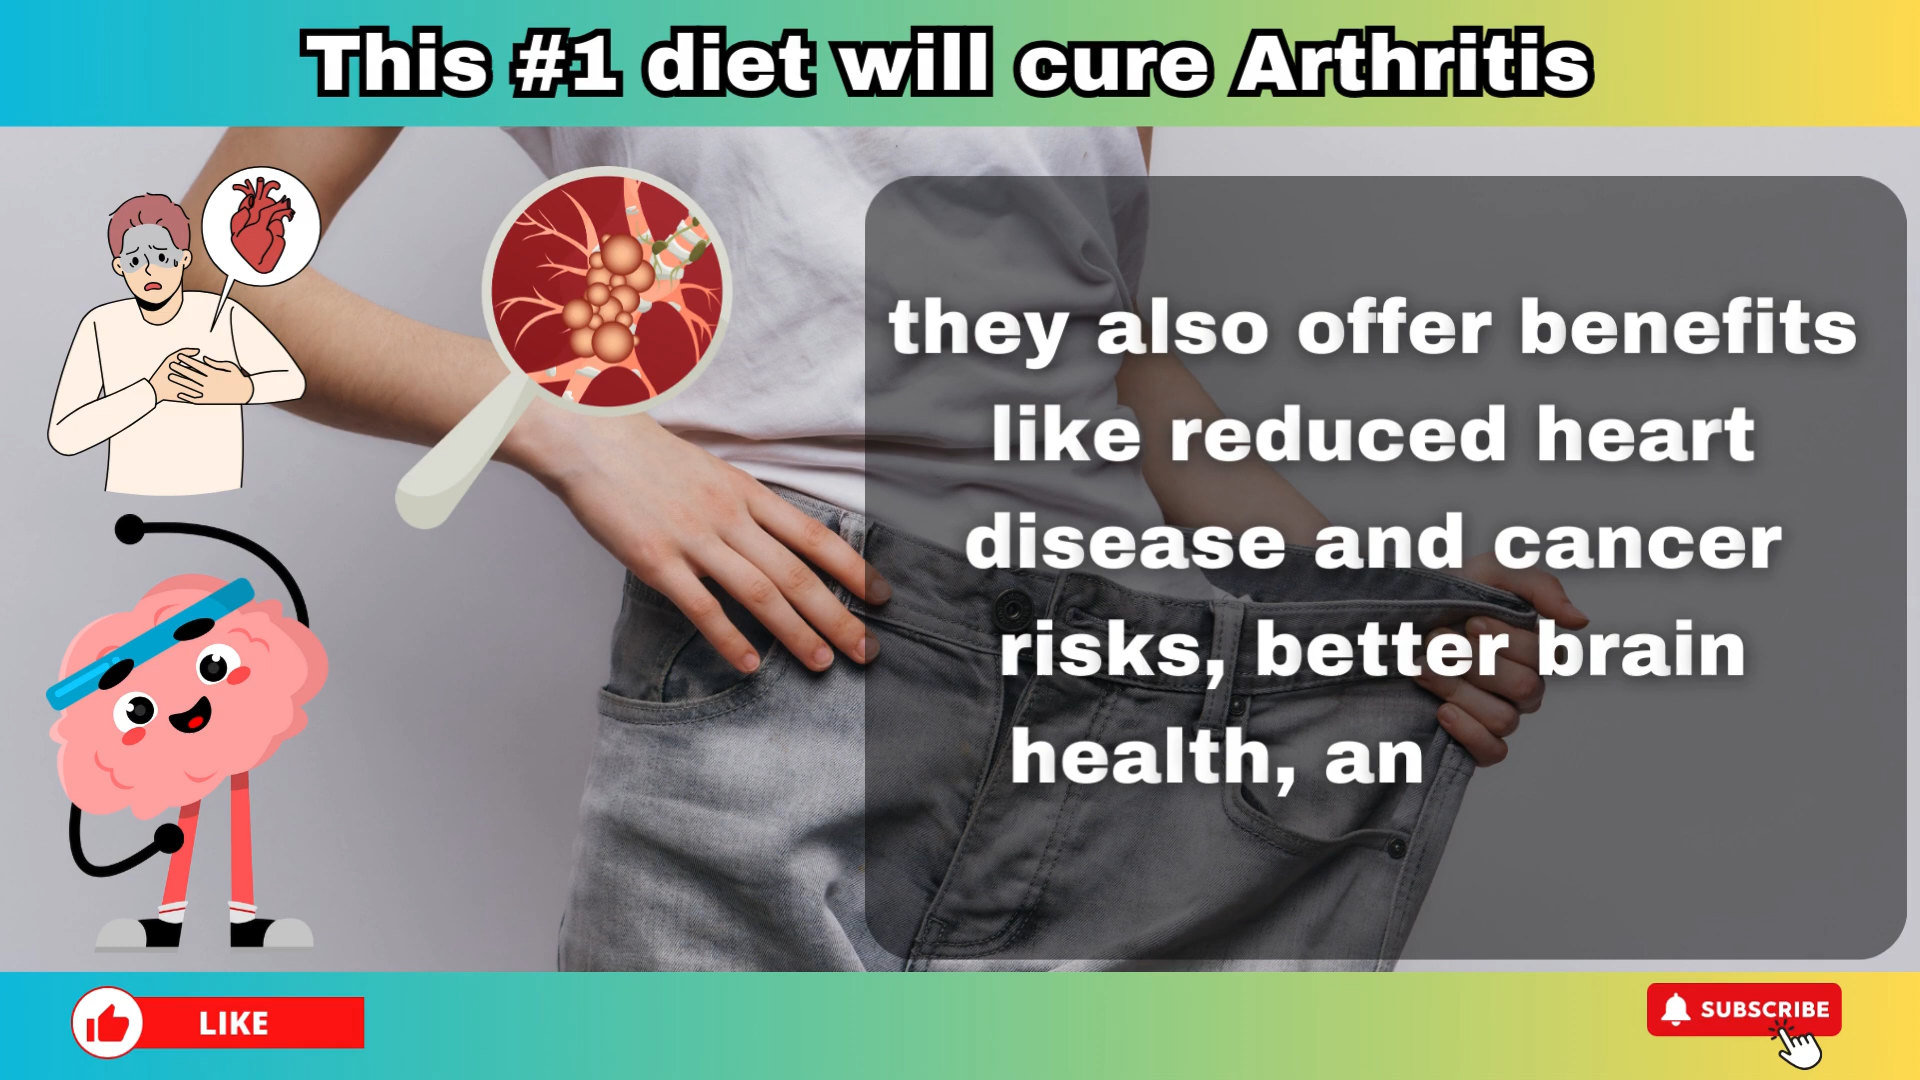 This #1 diet will cure Arthritis
they also offer benefits
like reduced heart
disease and cancer
risks, better brain
health, an
LIKE
SUBSCRIBE